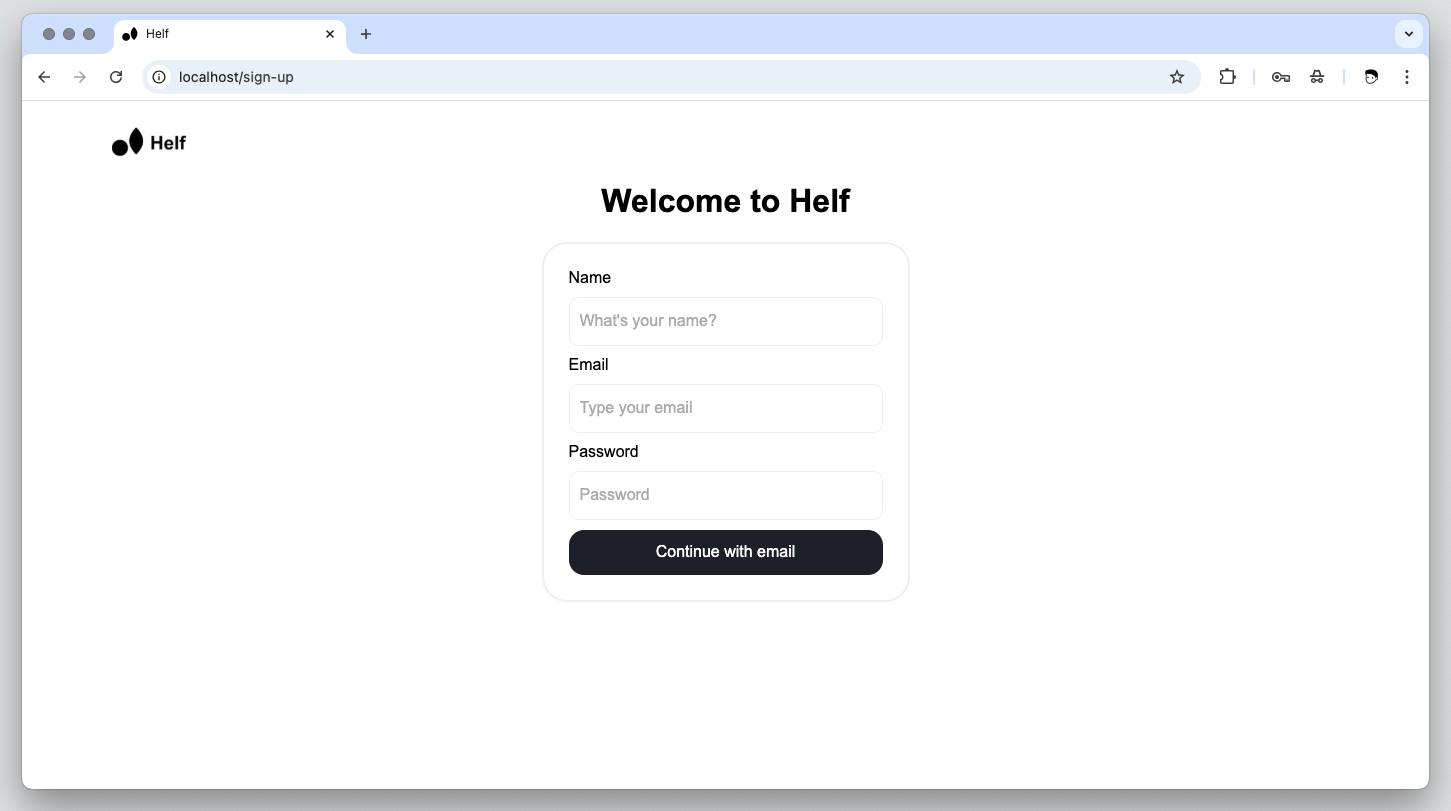 Helf
localhost/sign-up
Helf
Welcome to Helf
Name
What's your name?
Email
Type your email
Password
Password
Continue with email